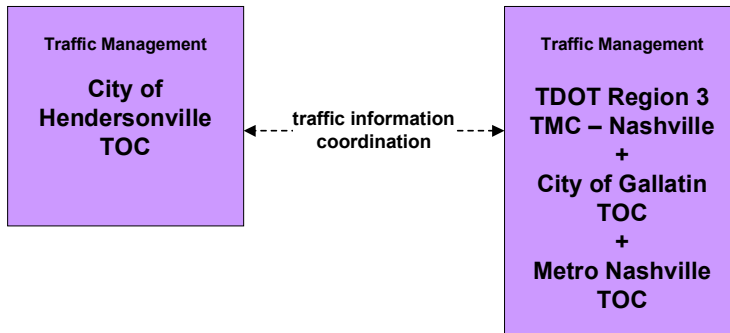 Traffic Management
City of
Hendersonville
TOC
traffic information
coordination
Traffic Management
TDOT Region 3
TMC – Nashville
+
City of Gallatin
TOC
+
Metro Nashville
TOC